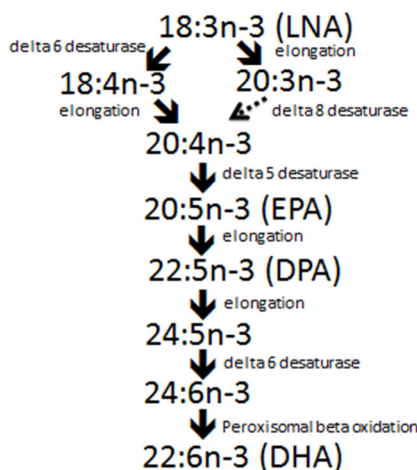 18:3n-3 (LNA)
delta 6 desaturase
elongation
18:4n-3
20:3n-3
elongation
delta 8 desaturase
20:4n-3
delta 5 desaturase
20:5n-3 (EPA)
elongation
22:5n-3 (DPA)
elongation
24:5n-3
delta 6 desaturase
24:6n-3
Peroxisomal beta oxidation
22:6n-3 (DHA)